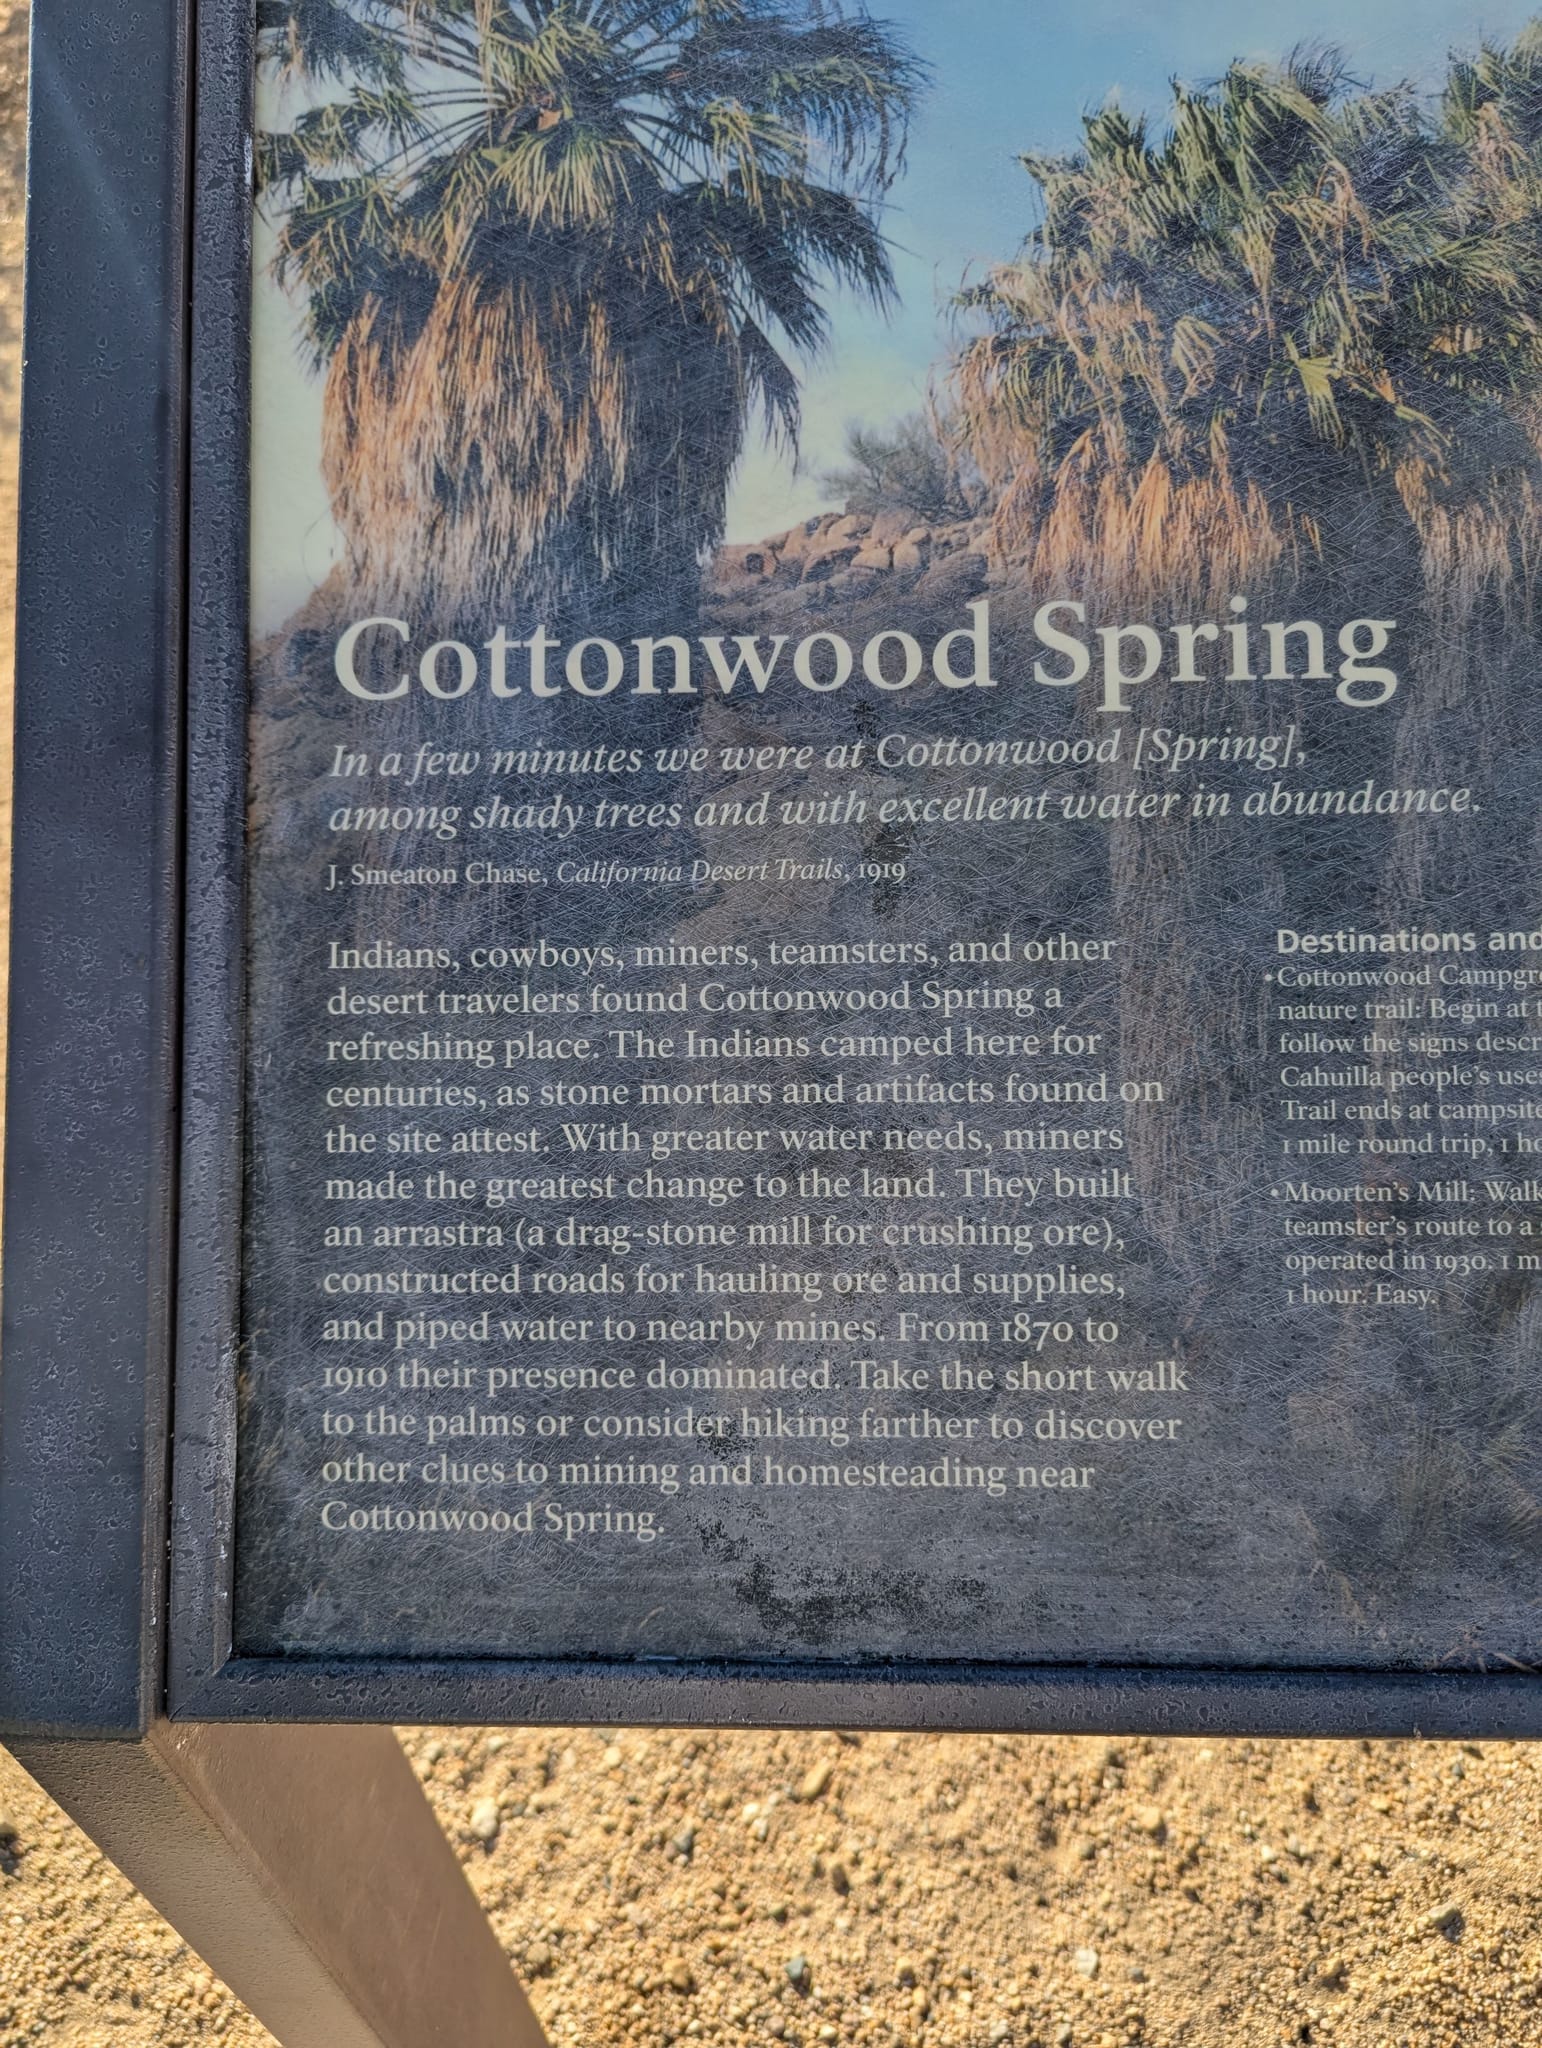 Cottonwood Spring
In a few minutes we were at Cottonwood [Spring],
among shady trees and with excellent water in abundance.
J. Smeaton Chase, California Desert Trails, 1919
Indians, cowboys, miners, teamsters, and other
desert travelers found Cottonwood Spring a
refreshing place. The Indians camped here for
centuries, as stone mortars and artifacts found on
the site attest. With greater water needs, miners
made the greatest change to the land. They built
an arrastra (a drag-stone mill for crushing ore),
constructed roads for hauling ore and supplies,
and piped water to nearby mines. From 1870 to
1910 their presence dominated. Take the short walk
to the palms or consider hiking farther to discover
other clues to mining and homesteading near
Cottonwood Spring.
Destinations and
•Cottonwood Campgr
nature trail: Begin at
follow the signs descr
Cahuilla people's use
Trail ends at campsite
1 mile round trip, 1 ho
• Moorten's Mill: Walk
teamster's route to a
operated in 1930. 1 m
1 hour. Easy.